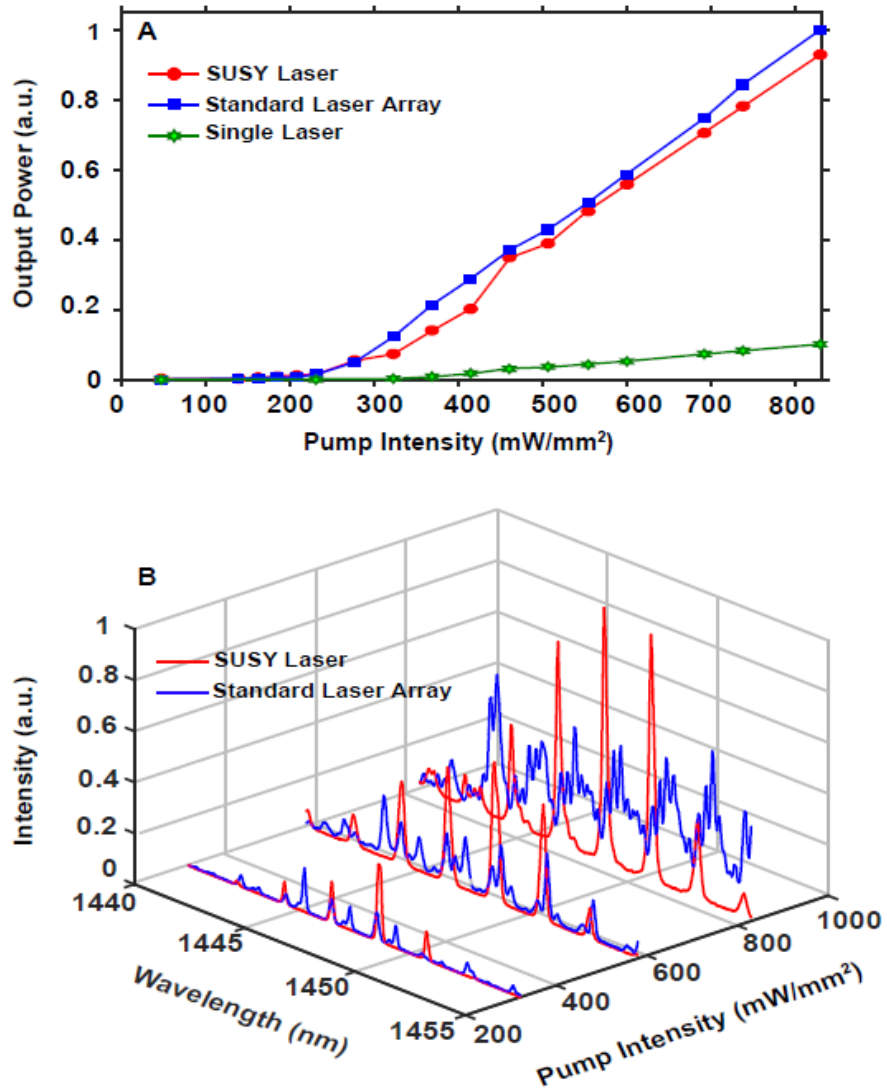 A
SUSY Laser
Standard Laser Array
Single Laser
1
0.8
0.6
0.4
0.2
0
0 100 200 300 400 500 600 700 800
Output Power (a.u.)
Pump Intensity (mW/mm²)
B
SUSY Laser
Standard Laser Array
1
0.8
0.6
0.4
0.2
0
Intensity (a.u.)
1440
1445
1450
1455
Wavelength (nm)
200
400
600
800
1000
Pump Intensity (mW/mm²)